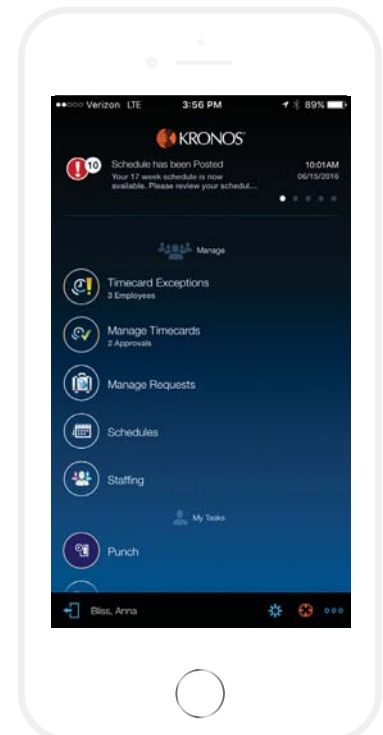 Verizon LTE 3:56 PM 89%
KRONOS
10
Schedule has been Posted 10:01AM
Your 17 week schedule is now 06/15/2016
available. Please review your schedul...
Manage
Timecard Exceptions
3 Employees
Manage Timecards
2 Approvals
Manage Requests
Schedules
Staffing
My Tasks
Punch
Bliss, Anna